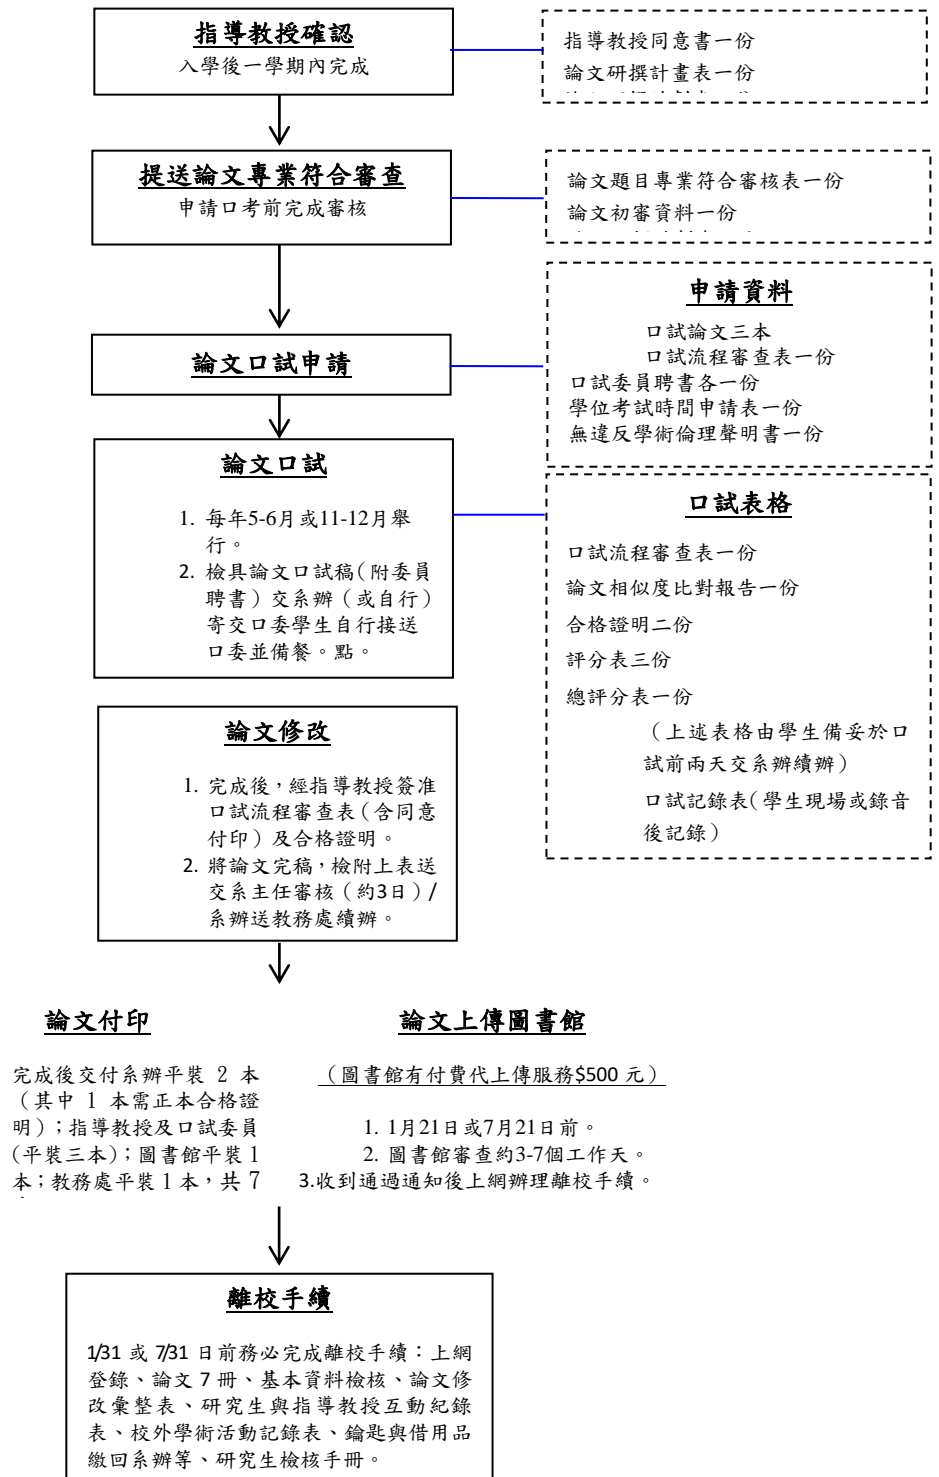 指導教授確認
入學後一學期內完成
指導教授同意書一份
論文研撰計畫表一份
提送論文專業符合審查
申請口考前完成審核
論文題目專業符合審核表一份
論文初審資料一份
論文口試申請
申請資料
口試論文三本
口試流程審查表一份
口試委員聘書各一份
學位考試時間申請表一份
無違反學術倫理聲明書一份
論文口試
1. 每年5-6月或11-12月舉
行。
2. 檢具論文口試稿(附委員
聘書)交系辦(或自行)
寄交口委學生自行接送
口委並備餐。點。
口試表格
口試流程審查表一份
論文相似度比對報告一份
合格證明二份
評分表三份
總評分表一份
(上述表格由學生備妥於口
試前兩天交系辦續辦)
口試記錄表(學生現場或錄音
後記錄)
論文修改
1. 完成後,經指導教授簽准
口試流程審查表(含同意
付印)及合格證明。
2. 將論文完稿,檢附上表送
交系主任審核(約3日)/
系辦送教務處續辦。
論文付印
完成後交付系辦平裝 2 本
(其中 1 本需正本合格證
明);指導教授及口試委員
(平裝三本);圖書館平裝 1
本;教務處平裝 1 本,共 7
論文上傳圖書館
(圖書館有付費代上傳服務$500 元)
1. 1月21日或7月21日前。
2. 圖書館審查約3-7個工作天。
3.收到通過通知後上網辦理離校手續。
離校手續
1/31 或 7/31 日前務必完成離校手續:上網
登錄、論文 7 冊、基本資料檢核、論文修
改彙整表、研究生與指導教授互動紀錄
表、校外學術活動記錄表、鑰匙與借用品
繳回系辦等、研究生檢核手冊。